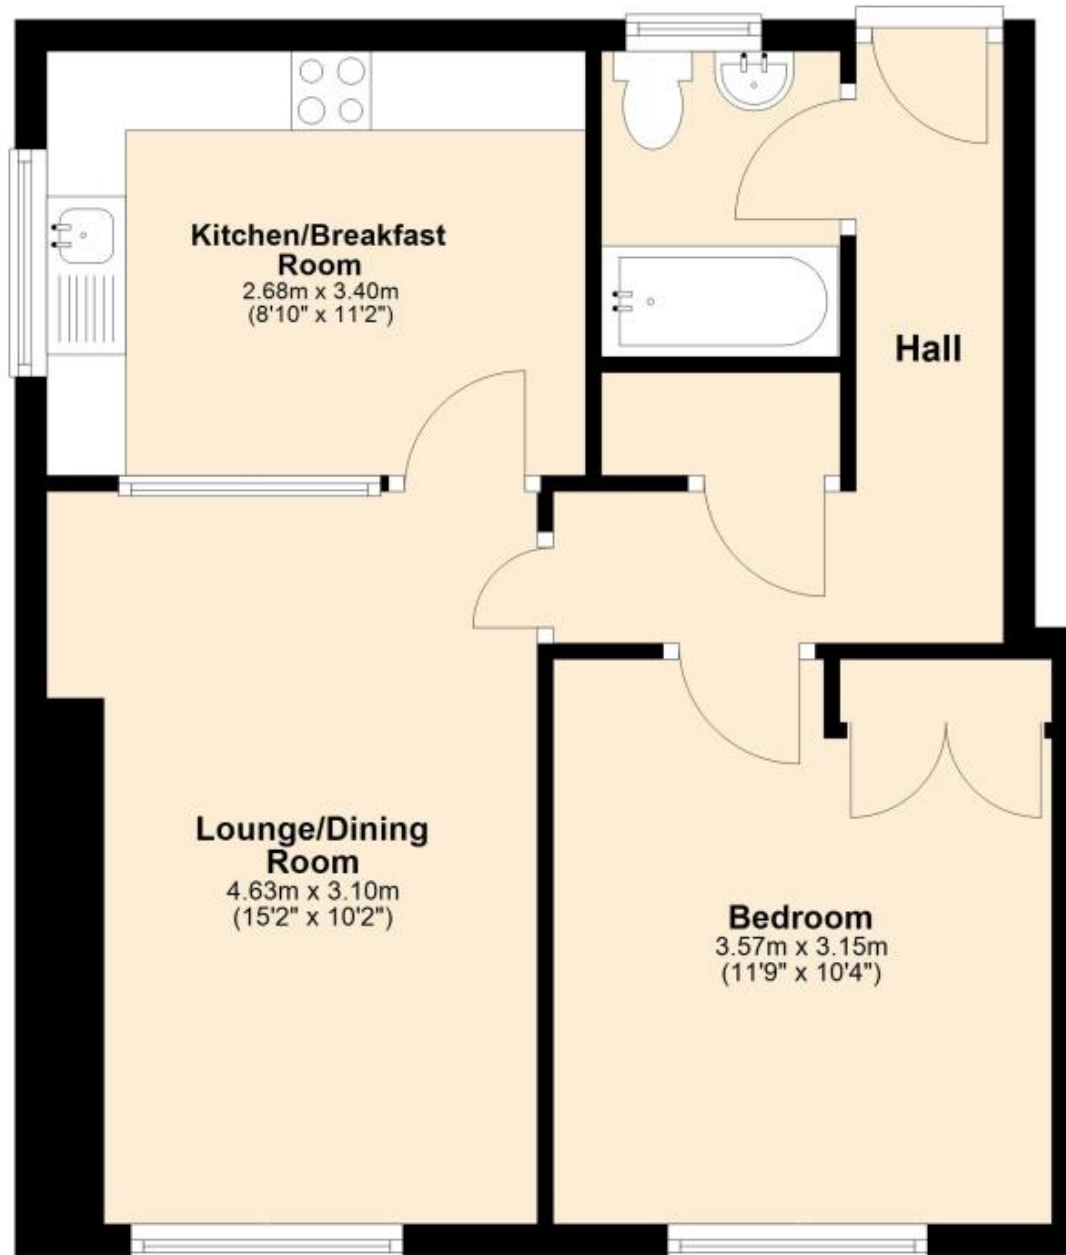 Kitchen/Breakfast
Room
2.68m x 3.40m
(8'10" x 11'2")
Hall
Lounge/Dining
Room
4.63m x 3.10m
(15'2" x 10'2")
Bedroom
3.57m x 3.15m
(11'9" x 10'4")